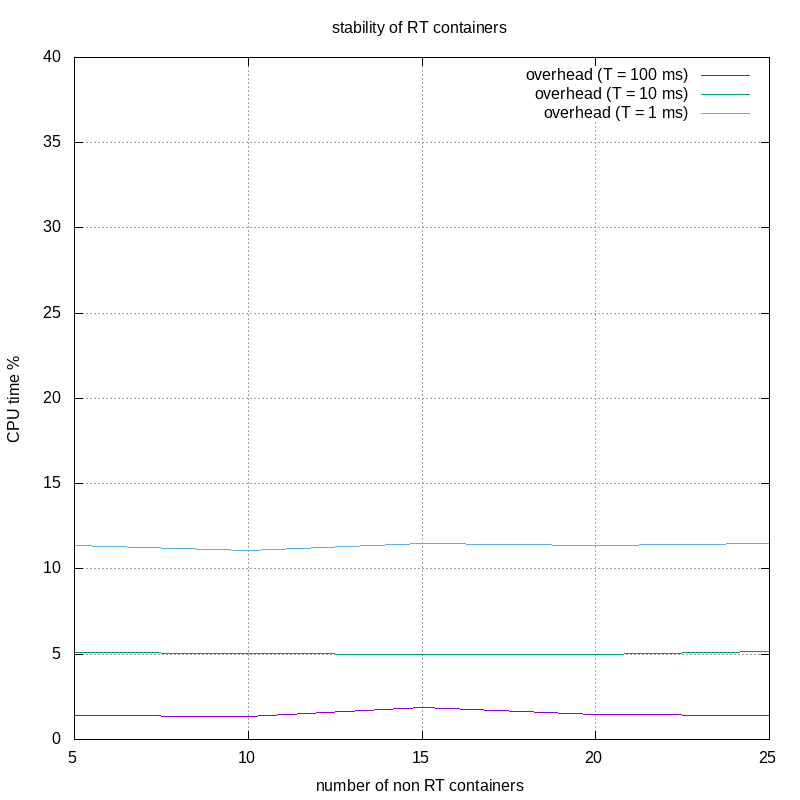 stability of RT containers
40
35
30
25
20
15
10
5
0
CPU time %
overhead (T = 100 ms)
overhead (T = 10 ms)
overhead (T = 1 ms)
5 10 15 20 25
number of non RT containers